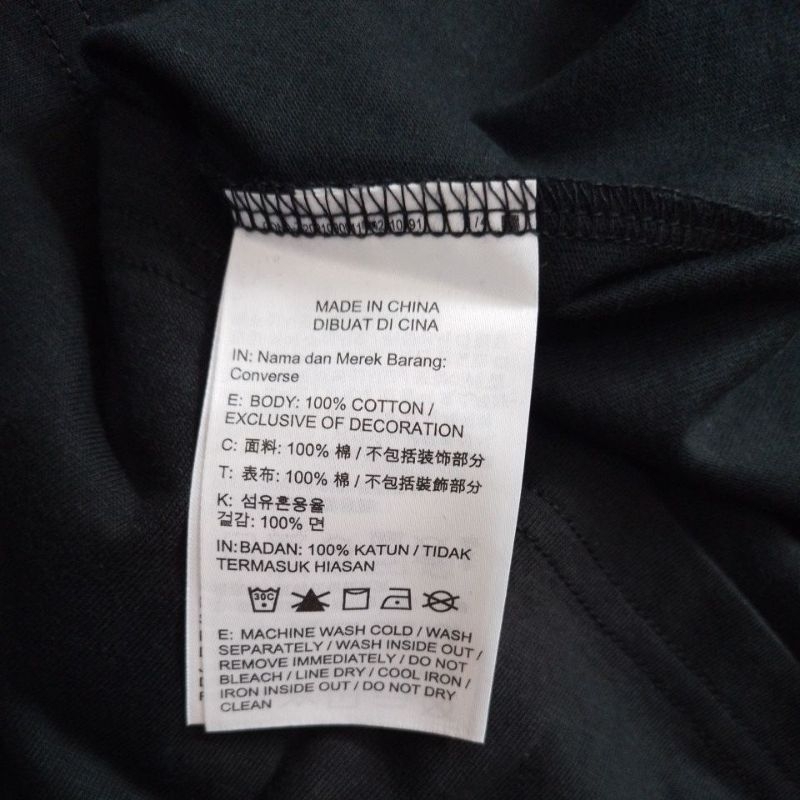 MADE IN CHINA
DIBUAT DI CINA
IN: Nama dan Merek Barang:
Converse
E: BODY: 100% COTTON /
EXCLUSIVE OF DECORATION
C: 面料: 100% 棉 / 不包括装饰部分
T: 表布: 100% 棉 / 不包括裝飾部分
K: 섬유혼용율
겉감: 100% 면
IN:BADAN: 100% KATUN / TIDAK
TERMASUK HIASAN
30C
E: MACHINE WASH COLD / WASH
SEPARATELY / WASH INSIDE OUT /
REMOVE IMMEDIATELY / DO NOT
BLEACH / LINE DRY / COOL IRON /
IRON INSIDE OUT / DO NOT DRY
CLEAN